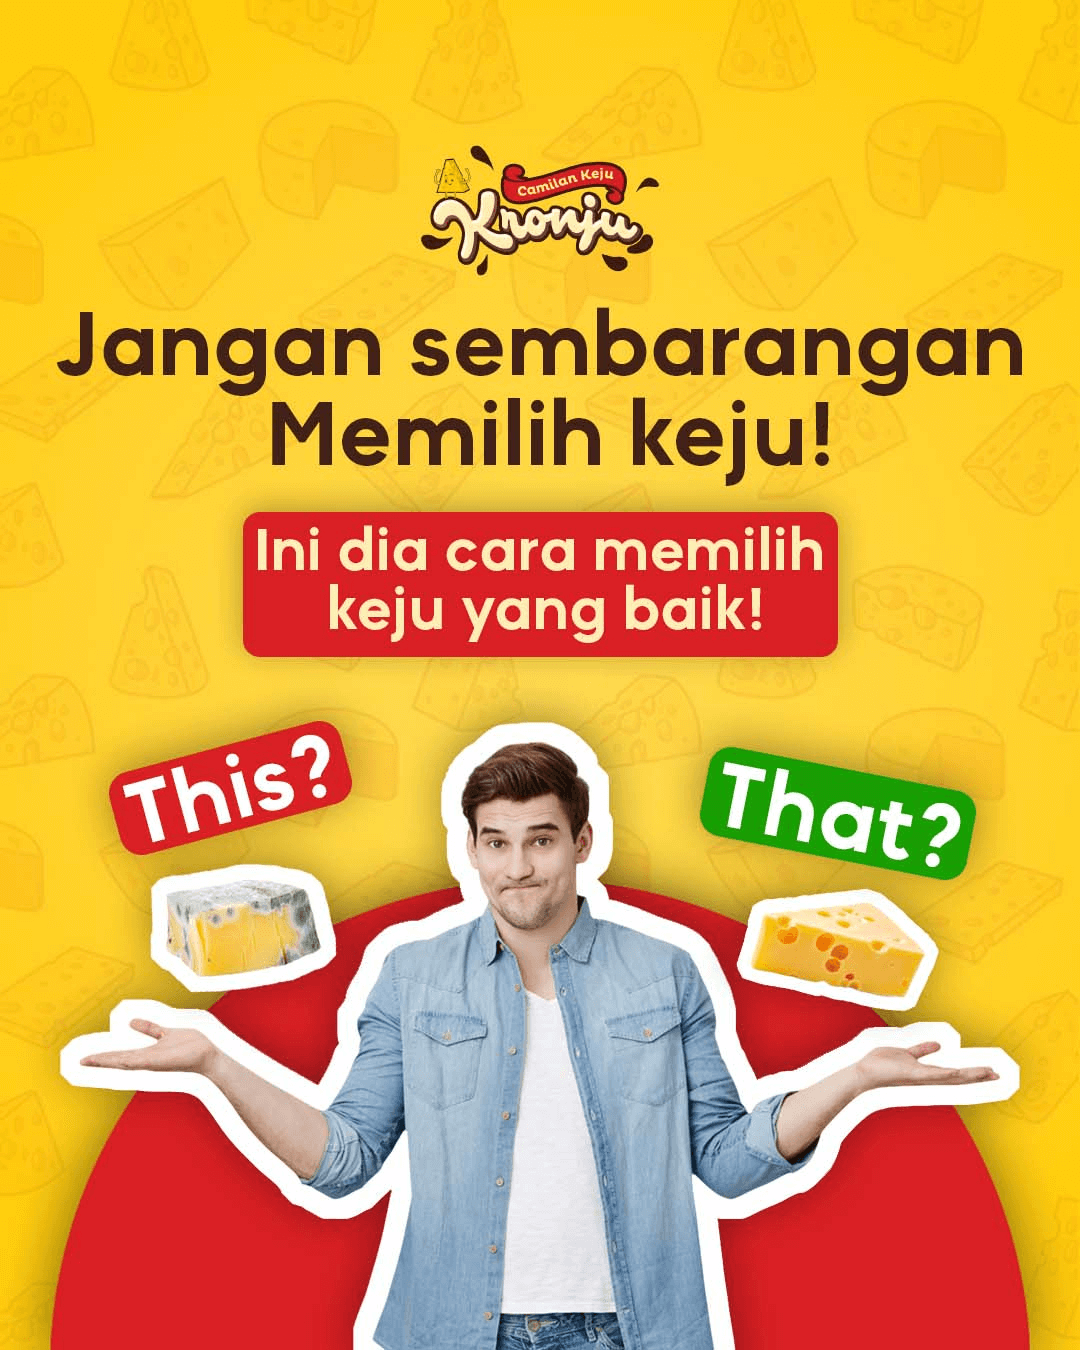 Camilan Keju
Kronju
Jangan sembarangan
Memilih keju!
Ini dia cara memilih
keju yang baik!
This?
That?